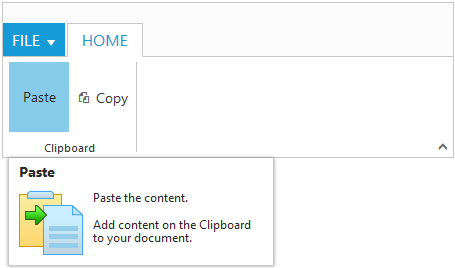 FILE HOME
Paste Copy
Clipboard
Paste
Paste the content.
Add content on the Clipboard
to your document.